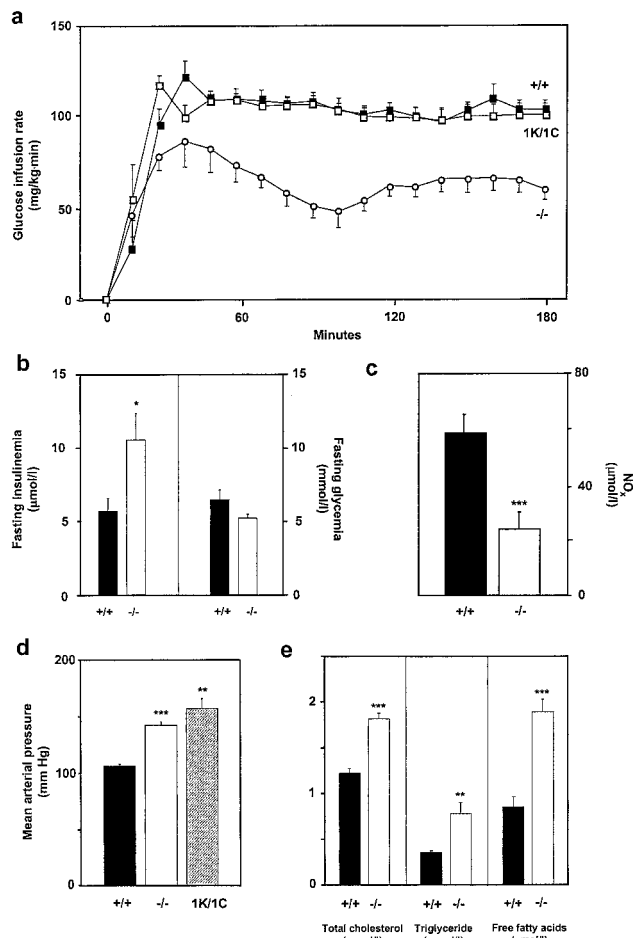 a
150
100
50
0
Glucose infusion rate
(mg/kg·min)
+/+
1K/1C
-/-
0 60 120 180
Minutes
b
15
10
5
0
Fasting insulinemia
(µmol/l)
*
+/+ -/- +/+ -/-
15
10
5
0
Fasting glycemia
(mmol/l)
c
80
40
0
NOx
(µmol/l)
***
+/+ -/-
d
200
100
0
Mean arterial pressure
(mm Hg)
***
**
+/+ -/- 1K/1C
e
2
1
0
***
**
***
+/+ -/- +/+ -/- +/+ -/-
Total cholesterol Triglyceride Free fatty acids